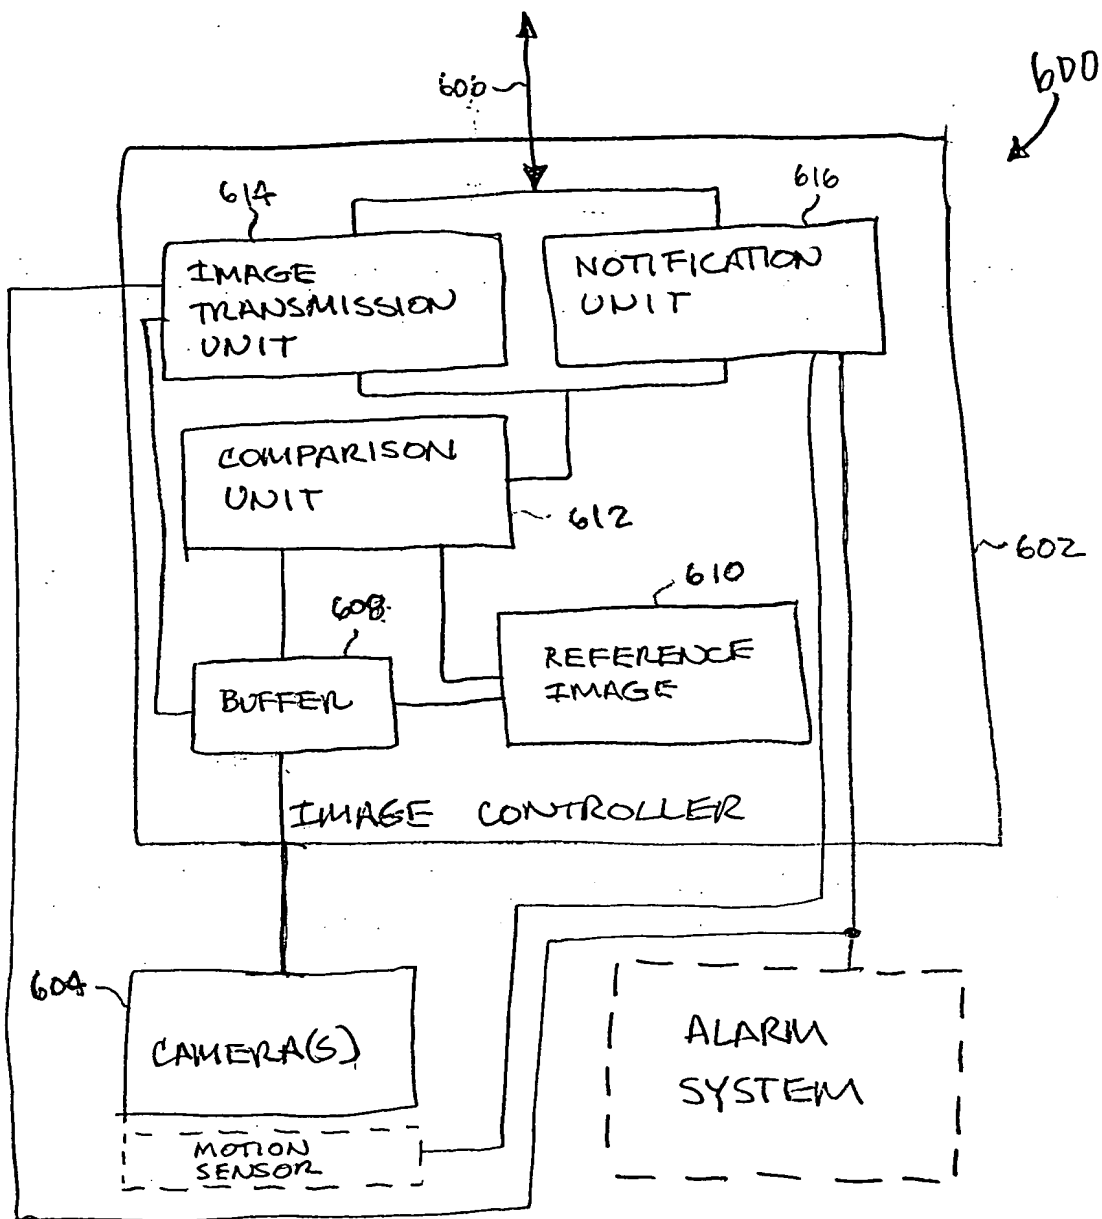 600
606
614
616
IMAGE
TRANSMISSION
UNIT
NOTIFICATION
UNIT
COMPARISON
UNIT
612
602
610
608
REFERENCE
IMAGE
BUFFER
IMAGE CONTROLLER
604
CAMERA(S)
ALARM
SYSTEM
MOTION
SENSOR